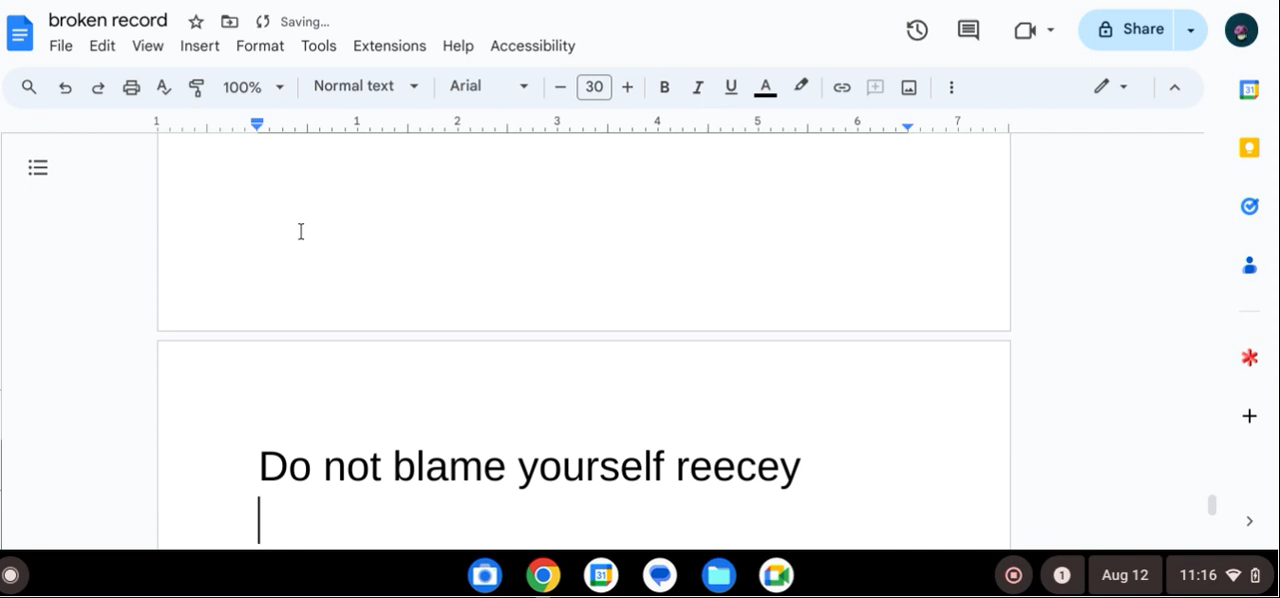 broken record Saving...
Share
File Edit View Insert Format Tools Extensions Help Accessibility
100% Normal text Arial 30 B I U A
31
1 1 2 3 4 5 6 7
Do not blame yourself reecey
31 1 Aug 12 11:16